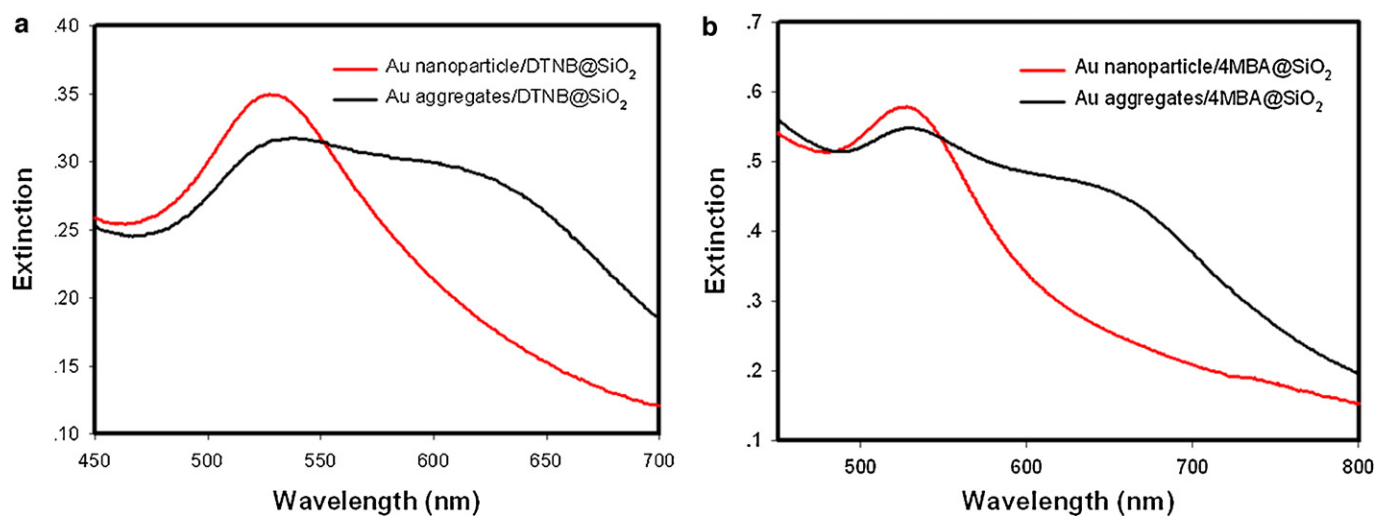 a
.40
.35
.30
.25
.20
.15
.10
Extinction
Au nanoparticle/DTNB@SiO2
Au aggregates/DTNB@SiO2
450 500 550 600 650 700
Wavelength (nm)
b
.7
.6
.5
.4
.3
.2
.1
Extinction
Au nanoparticle/4MBA@SiO2
Au aggregates/4MBA@SiO2
500 600 700 800
Wavelength (nm)